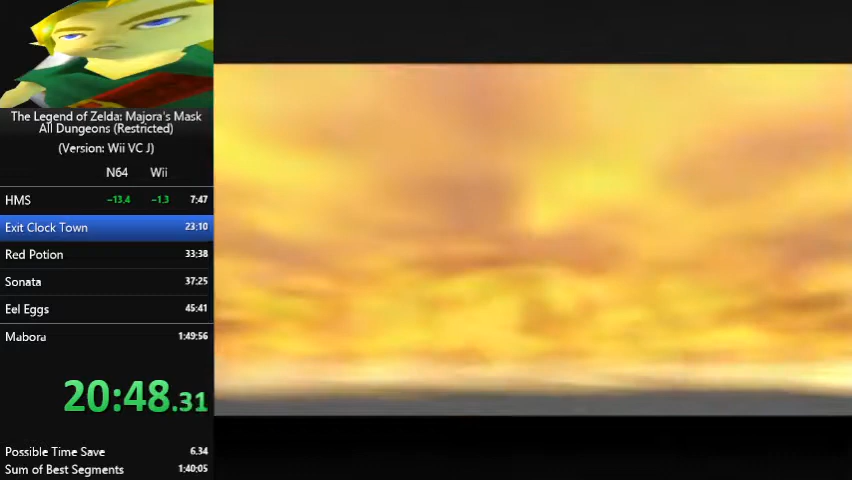 The Legend of Zelda: Majora's Mask
All Dungeons (Restricted)
(Version: Wii VC J)
N64 Wii
HMS -13.4 -1.3 7:47
Exit Clock Town 23:10
Red Potion 33:38
Sonata 37:25
Eel Eggs 45:41
Mabora 1:49:56
20:48.31
Possible Time Save 6.34
Sum of Best Segments 1:40:05